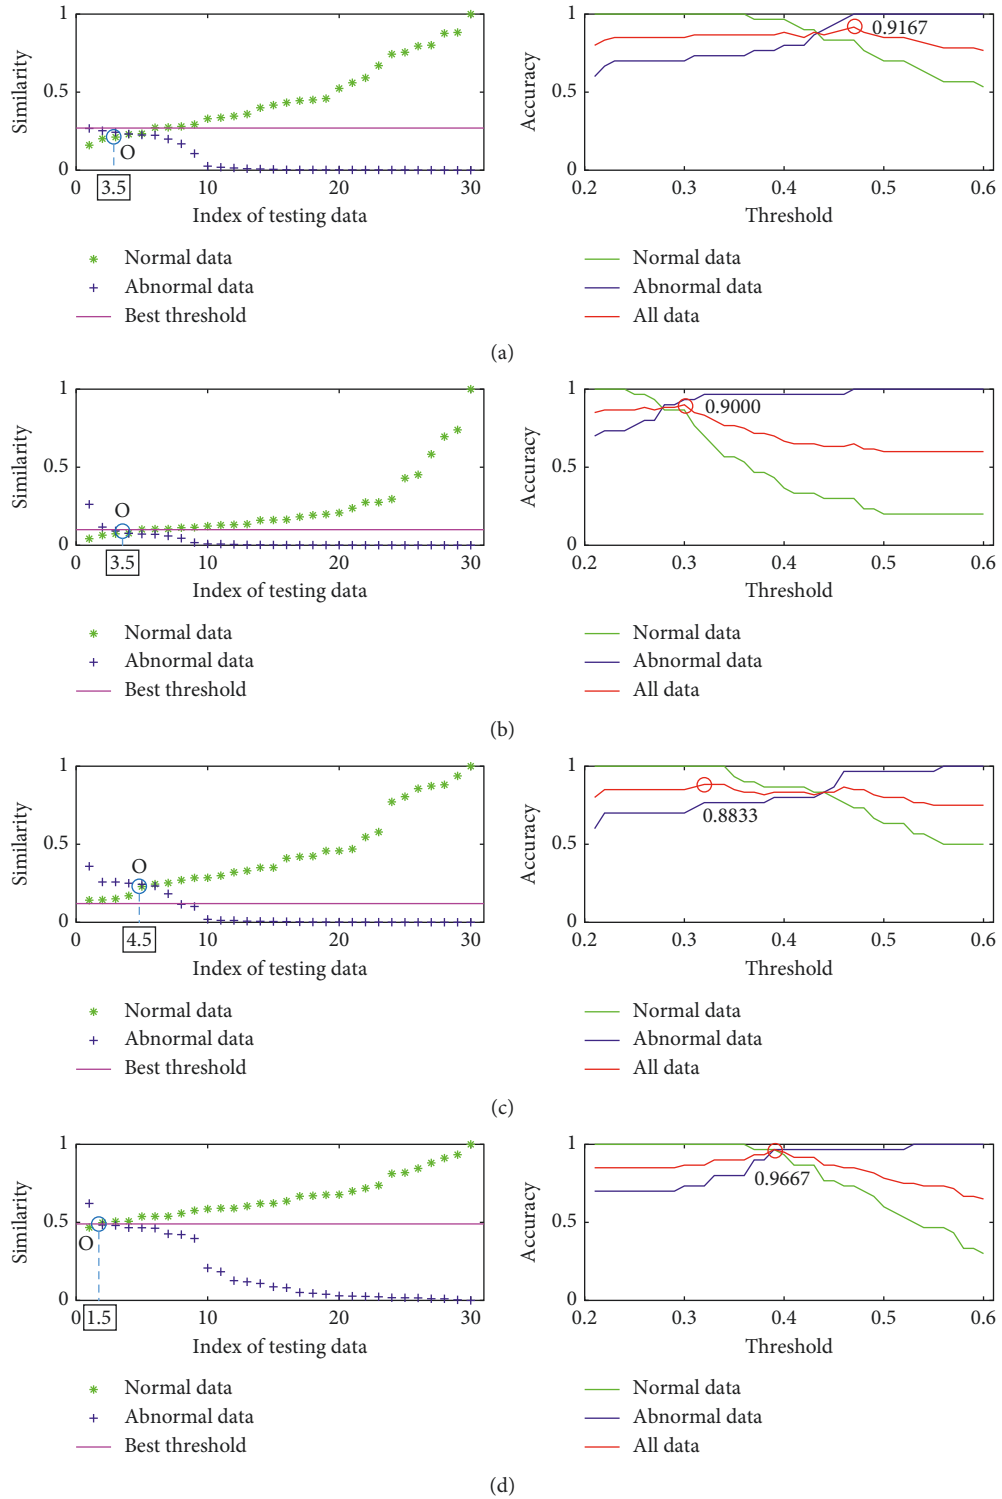 1
0.5
0
Similarity
O
0
3.5
10
20
30
Index of testing data
Normal data
Abnormal data
Best threshold
1
0.5
0
Accuracy
0.9167
0.2
0.3
0.4
0.5
0.6
Threshold
Normal data
Abnormal data
All data
(a)
1
0.5
0
Similarity
O
0
3.5
10
20
30
Index of testing data
Normal data
Abnormal data
Best threshold
1
0.5
0
Accuracy
0.9000
0.2
0.3
0.4
0.5
0.6
Threshold
Normal data
Abnormal data
All data
(b)
1
0.5
0
Similarity
O
0
4.5
10
20
30
Index of testing data
Normal data
Abnormal data
Best threshold
1
0.5
0
Accuracy
0.8833
0.2
0.3
0.4
0.5
0.6
Threshold
Normal data
Abnormal data
All data
(c)
1
0.5
0
Similarity
O
0
1.5
10
20
30
Index of testing data
Normal data
Abnormal data
Best threshold
1
0.5
0
Accuracy
0.9667
0.2
0.3
0.4
0.5
0.6
Threshold
Normal data
Abnormal data
All data
(d)